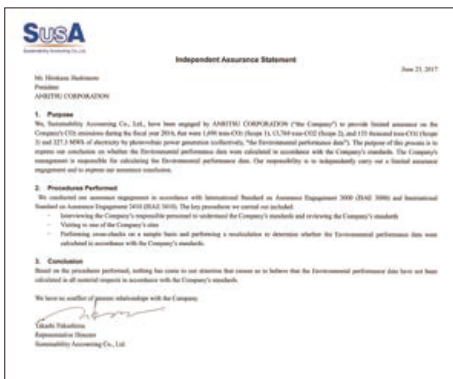 SusA
Sustainability Accounting Co., Ltd.
Independent Assurance Statement
June 23, 2017
Mr. Hirokazu Hashimoto
President
ANRITSU CORPORATION
1. Purpose
We, Sustainability Accounting Co., Ltd., have been engaged by ANRITSU CORPORATION ("the Company") to provide limited assurance on the
Company's CO₂ emissions during the fiscal year 2016, that were tons-CO₂ (Scope 1), tons-CO2 (Scope 2), and thousand tons-CO₂ (Scope
3) and MWh of electricity by photovoltaic power generation (collectively, "the Environmental performance data"). The purpose of this process is to
express our conclusion on whether the Environmental performance data were calculated in accordance with the Company's standards. The Company's
management is responsible for calculating the Environmental performance data. Our responsibility is to independently carry out a limited assurance
engagement and to express our assurance conclusion.
2. Procedures Performed
We conducted our assurance engagement in accordance with International Standard on Assurance Engagement 3000 (ISAE 3000) and International
Standard on Assurance Engagement 3410 (ISAE 3410). The key procedures we carried out included:
- Interviewing the Company's responsible personnel to understand the Company's standards and reviewing the Company's standards
- Visiting to one of the Company's sites
- Performing cross-checks on a sample basis and performing a recalculation to determine whether the Environmental performance data were
calculated in accordance with the Company's standards.
3. Conclusion
Based on the procedures performed, nothing has come to our attention that causes us to believe that the Environmental performance data have not been
calculated in all material respects in accordance with the Company's standards.
We have no conflict of interest relationships with the Company.
Takashi Fukushima
Representative Director
Sustainability Accounting Co., Ltd.